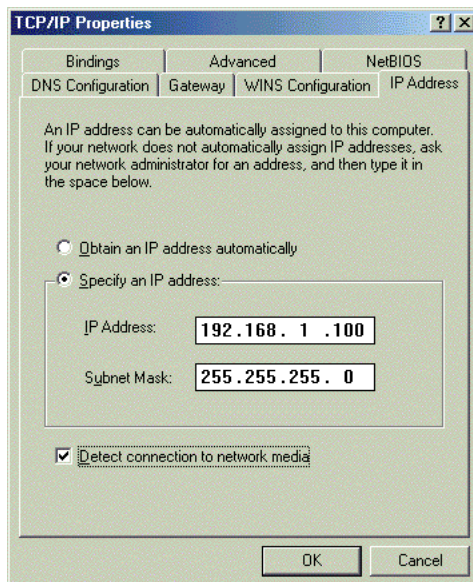 TCP/IP Properties
Bindings Advanced NetBIOS
DNS Configuration Gateway WINS Configuration IP Address
An IP address can be automatically assigned to this computer.
If your network does not automatically assign IP addresses, ask
your network administrator for an address, and then type it in
the space below.
Obtain an IP address automatically
Specify an IP address:
IP Address: 192.168. 1 .100
Subnet Mask: 255.255.255. 0
Detect connection to network media
OK Cancel